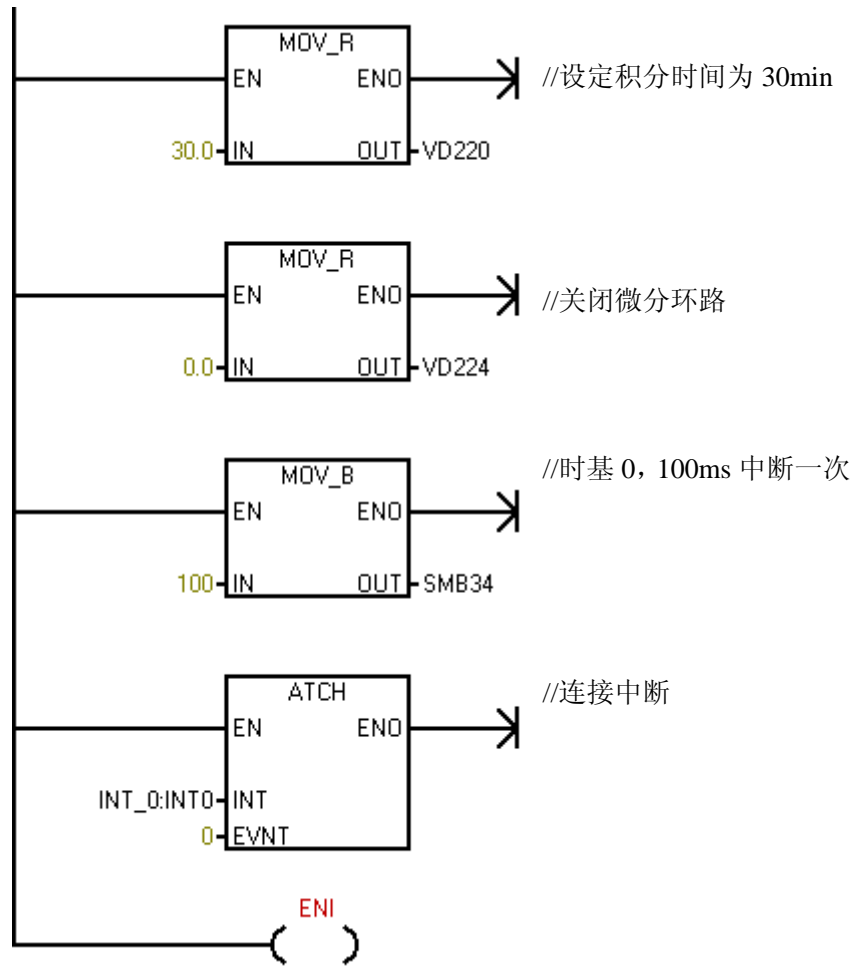 MOV_R
EN ENO
//设定积分时间为 30min
30.0 IN OUT VD220
MOV_R
EN ENO
//关闭微分环路
0.0 IN OUT VD224
//时基 0，100ms 中断一次
MOV_B
EN ENO
100 IN OUT SMB34
//连接中断
ATCH
EN ENO
INT_0:INT0 INT
0 EVNT
ENI